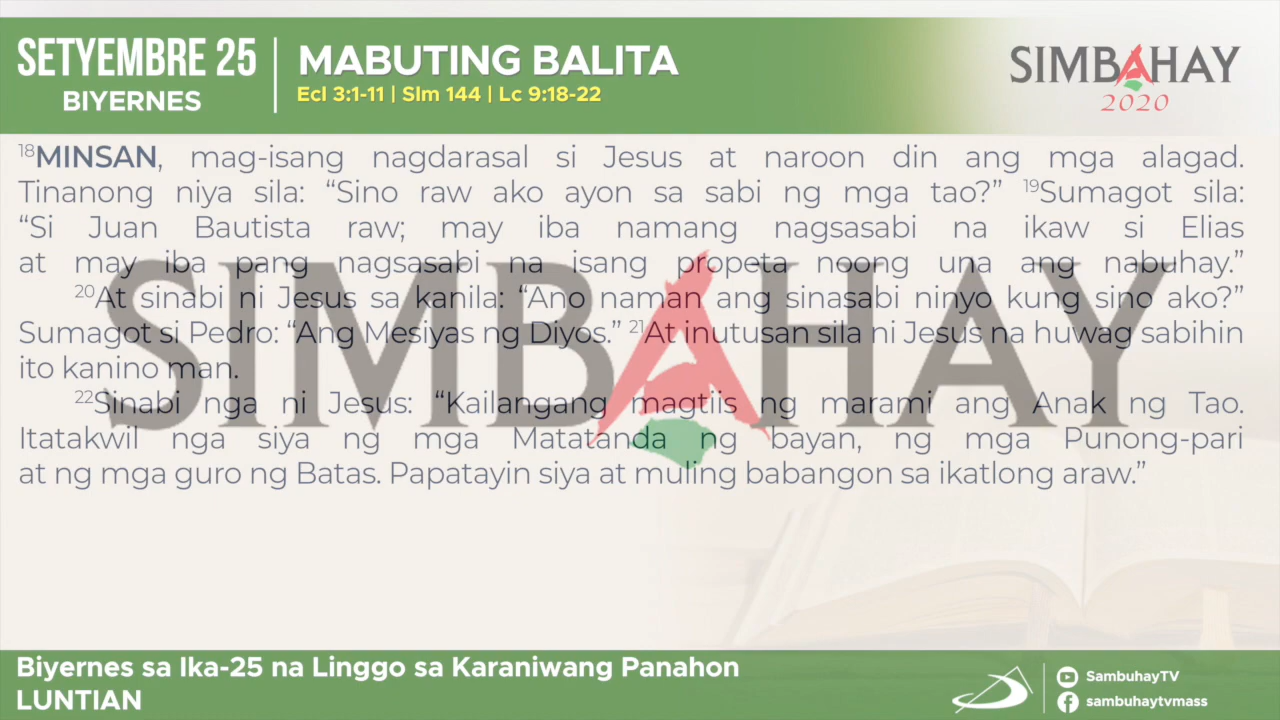 SETYEMBRE 25
BIYERNES
MABUTING BALITA
Ecl 3:1-11 | Slm 144 | Lc 9:18-22
SIMBAHAY
2020
18MINSAN, mag-isang nagdarasal si Jesus at naroon din ang mga alagad.
Tinanong niya sila: “Sino raw ako ayon sa sabi ng mga tao?” 19Sumagot sila:
“Si Juan Bautista raw; may iba namang nagsasabi na ikaw si Elias
at may iba pang nagsasabi na isang propeta noong una ang nabuhay.”
20At sinabi ni Jesus sa kanila: “Ano naman ang sinasabi ninyo kung sino ako?”
Sumagot si Pedro: “Ang Mesiyas ng Diyos.” 21At inutusan sila ni Jesus na huwag sabihin
ito kanino man.
22Sinabi nga ni Jesus: “Kailangang magtiis ng marami ang Anak ng Tao.
Itatakwil nga siya ng mga Matatanda ng bayan, ng mga Punong-pari
at ng mga guro ng Batas. Papatayin siya at muling babangon sa ikatlong araw.”
SIMBAHAY
Biyernes sa Ika-25 na Linggo sa Karaniwang Panahon
LUNTIAN
SambuhayTV
sambuhaytvmass